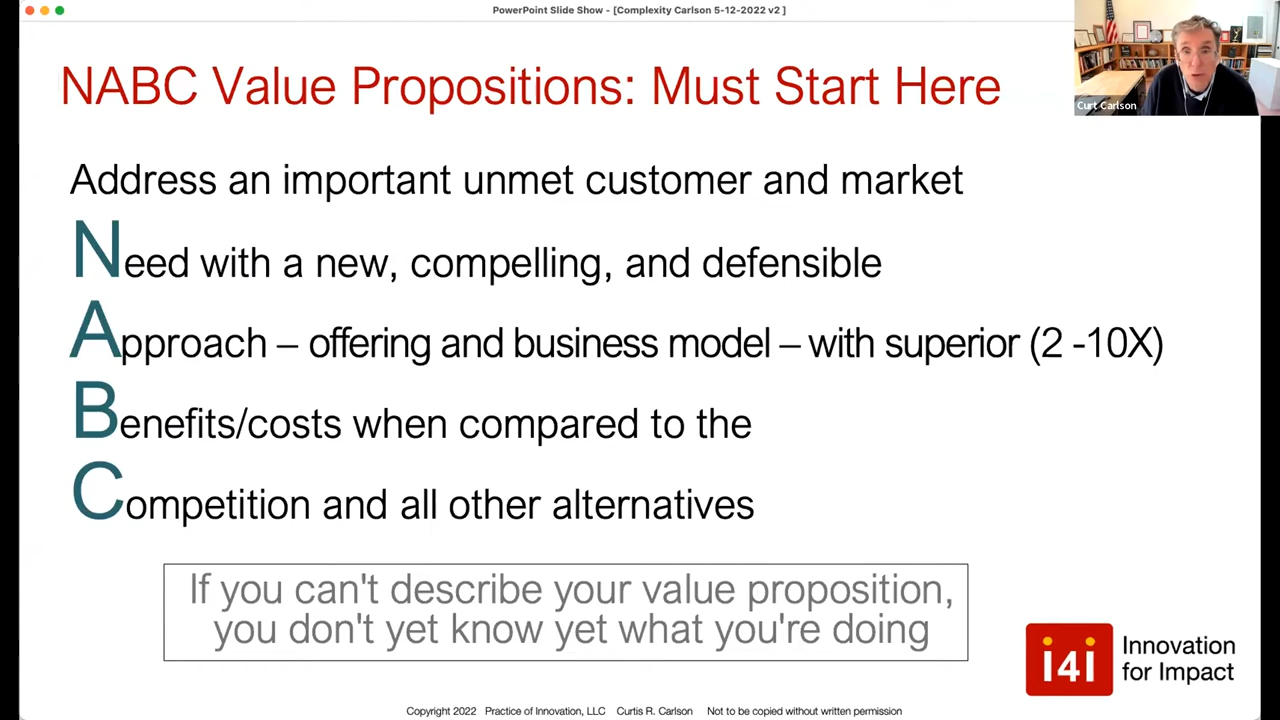 PowerPoint Slide Show - [Complexity Carlson 5-12-2022 v2 ]
Curt Carlson
NABC Value Propositions: Must Start Here
Address an important unmet customer and market
Need with a new, compelling, and defensible
Approach – offering and business model – with superior (2 -10X)
Benefits/costs when compared to the
Competition and all other alternatives
If you can't describe your value proposition,
you don't yet know yet what you're doing
i4i
Innovation
for Impact
Copyright 2022 Practice of Innovation, LLC Curtis R. Carlson Not to be copied without written permission